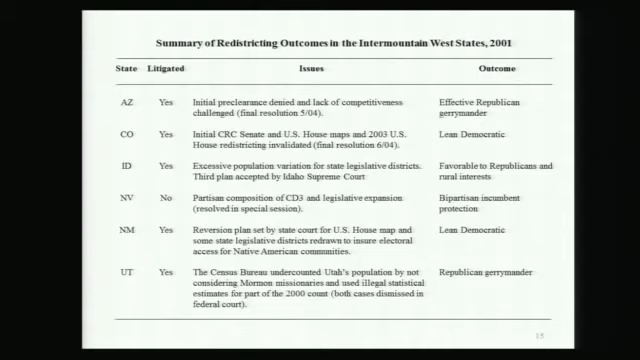 Summary of Redistricting Outcomes in the Intermountain West States, 2001
State Litigated Issues Outcome
AZ Yes Initial preclearance denied and lack of competitiveness Effective Republican
challenged (final resolution 5/04). gerrymander
CO Yes Initial CRC Senate and U.S. House maps and 2003 U.S. Lean Democratic
House redistricting invalidated (final resolution 6/04).
ID Yes Excessive population variation for state legislative districts. Favorable to Republicans and
Third plan accepted by Idaho Supreme Court rural interests
NV No Partisan composition of CD3 and legislative expansion Bipartisan incumbent
(resolved in special session). protection
NM Yes Reversion plan set by state court for U.S. House map and Lean Democratic
some state legislative districts redrawn to insure electoral
access for Native American communities.
UT Yes The Census Bureau undercounted Utah's population by not Republican gerrymander
considering Mormon missionaries and used illegal statistical
estimates for part of the 2000 count (both cases dismissed in
federal court).
15